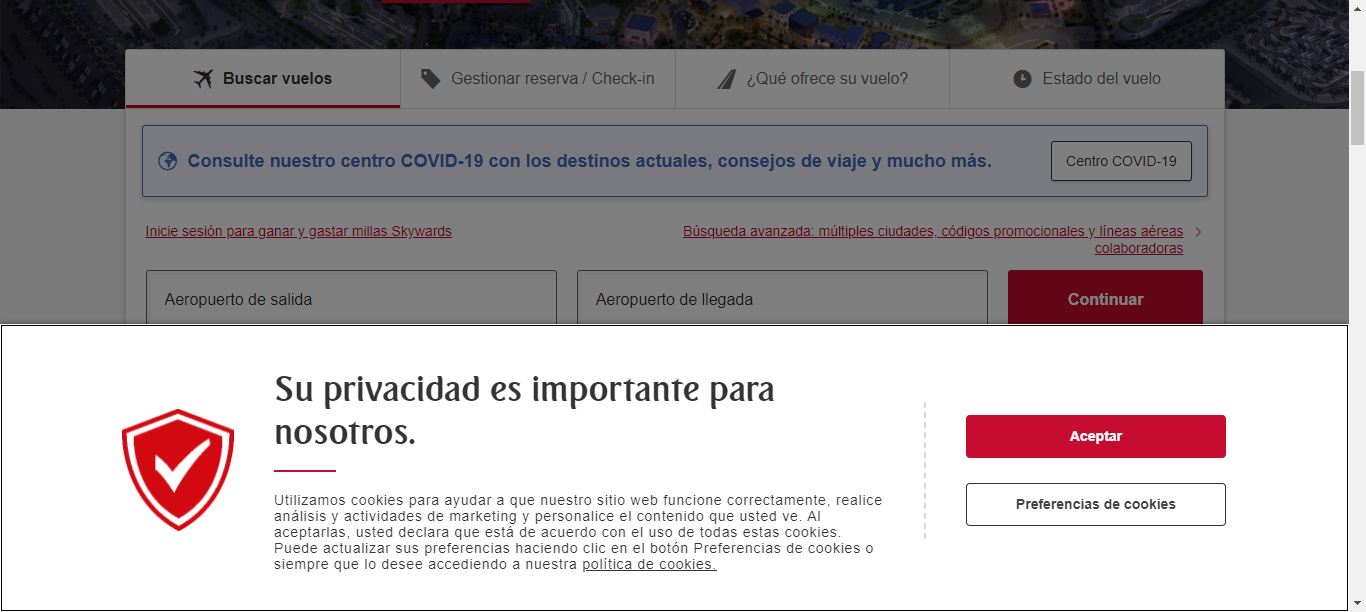 Buscar vuelos
Gestionar reserva / Check-in
¿Qué ofrece su vuelo?
Estado del vuelo
Consulte nuestro centro COVID-19 con los destinos actuales, consejos de viaje y mucho más.
Centro COVID-19
Inicie sesión para ganar y gastar millas Skywards
Búsqueda avanzada: múltiples ciudades, códigos promocionales y líneas aéreas
colaboradoras
Aeropuerto de salida
Aeropuerto de llegada
Continuar
Su privacidad es importante para
nosotros.
Utilizamos cookies para ayudar a que nuestro sitio web funcione correctamente, realice
análisis y actividades de marketing y personalice el contenido que usted ve. Al
aceptarlas, usted declara que está de acuerdo con el uso de todas estas cookies.
Puede actualizar sus preferencias haciendo clic en el botón Preferencias de cookies o
siempre que lo desee accediendo a nuestra política de cookies.
Aceptar
Preferencias de cookies